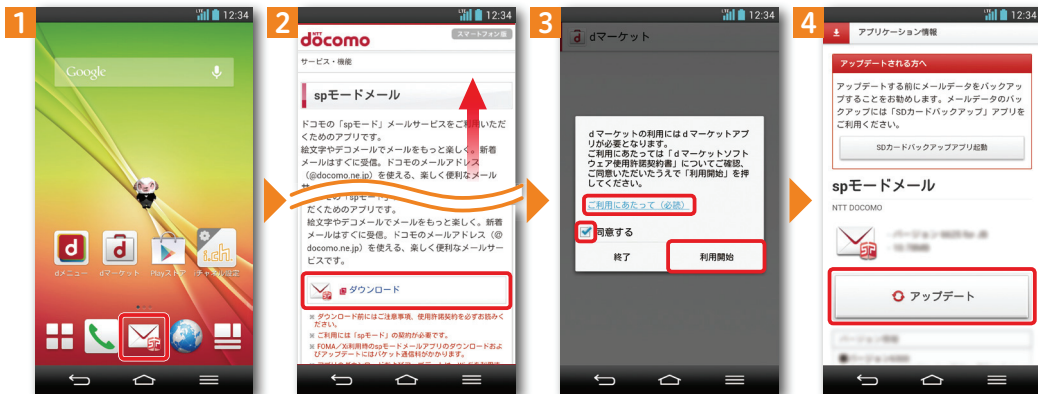 1
LTE 12:34
Google
dメニュー
dマーケット
Playストア
iチャネル設定
2
LTE 12:34
NTT
döcomo
スマートフォン版
サービス・機能
spモードメール
ドコモの「spモード」メールサービスをご利用いただ
くためのアプリです。
絵文字やデコメールでメールをもっと楽しく。新着
メールはすぐに受信。ドコモのメールアドレス
(@docomo.ne.jp）を使える、楽しく便利なメール
だくためのアプリです。
絵文字やデコメールでメールをもっと楽しく。新着
メールはすぐに受信。ドコモのメールアドレス（@
docomo.ne.jp）を使える、楽しく便利なメールサー
ビスです。
ダウンロード
※ ダウンロード前にはご注意事項、使用許諾契約を必ずお読みく
ださい。
※ ご利用には「spモード」の契約が必要です。
※ FOMA／Xi利用時のspモードメールアプリのダウンロードおよ
びアップデートにはパケット通信料がかかります。
3
LTE 12:34
dマーケット
dマーケットの利用にはdマーケットアプ
リが必要となります。
ご利用にあたっては「dマーケットソフト
ウェア使用許諾契約書」についてご確認、
ご同意いただいたうえで「利用開始」を押
してください。
ご利用にあたって（必読）
同意する
終了
利用開始
4
LTE 12:34
アプリケーション情報
アップデートされる方へ
アップデートする前にメールデータをバックアッ
プすることをお勧めします。メールデータのバッ
クアップには「SDカードバックアップ」アプリを
ご利用ください。
SDカードバックアップアプリ起動
spモードメール
NTT DOCOMO
アップデート